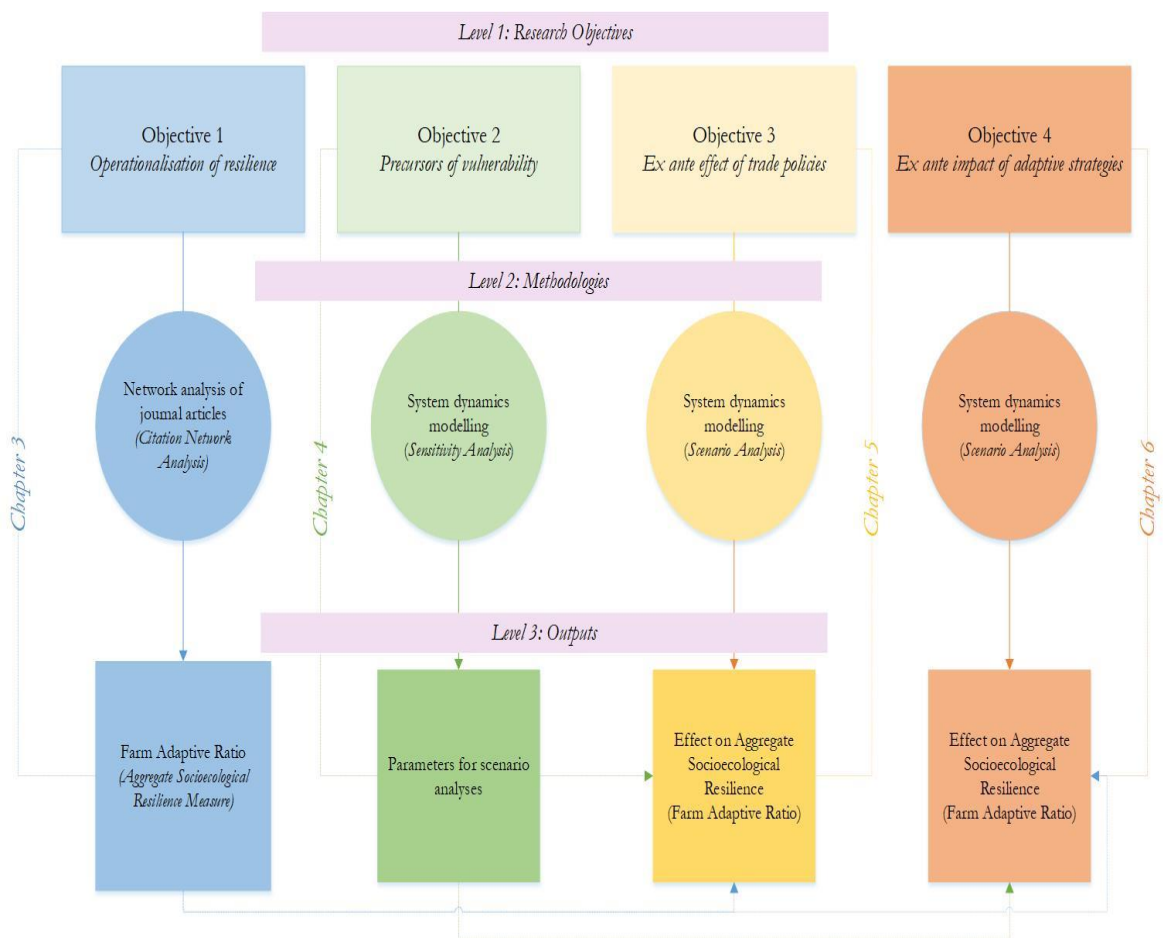 Level 1: Research Objectives
Objective 1
Operationalisation of resilience
Objective 2
Precursors of vulnerability
Objective 3
Ex ante effect of trade policies
Objective 4
Ex ante impact of adaptive strategies
Level 2: Methodologies
Chapter 3
Network analysis of
journal articles
(Citation Network
Analysis)
Chapter 4
System dynamics
modelling
(Sensitivity Analysis)
System dynamics
modelling
(Scenario Analysis)
Chapter 5
System dynamics
modelling
(Scenario Analysis)
Chapter 6
Level 3: Outputs
Farm Adaptive Ratio
(Aggregate Socioecological
Resilience Measure)
Parameters for scenario
analyses
Effect on Aggregate
Socioecological
Resilience
(Farm Adaptive Ratio)
Effect on Aggregate
Socioecological
Resilience
(Farm Adaptive Ratio)